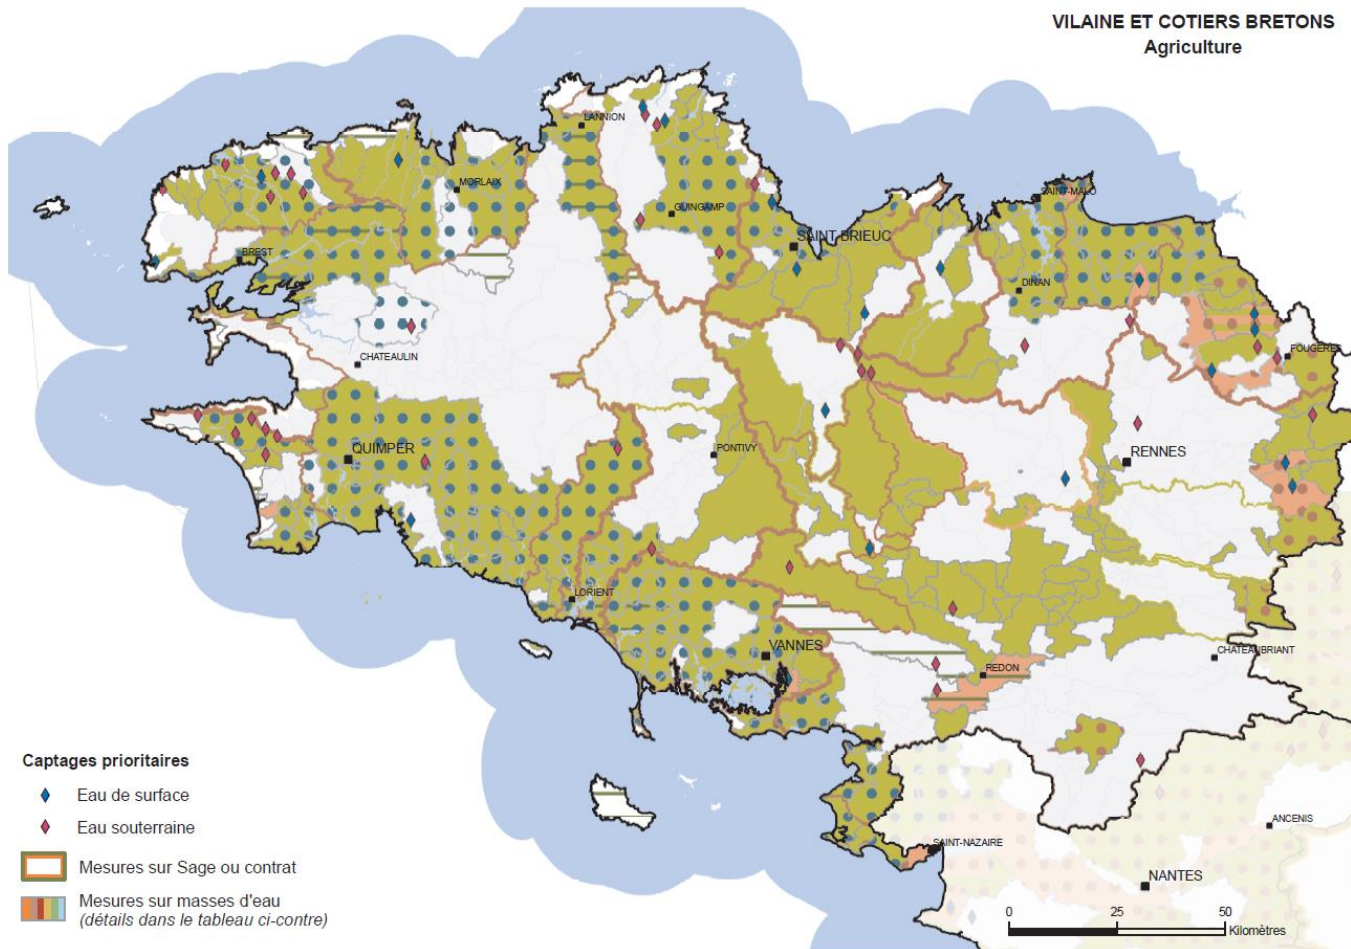 VILAINE ET COTIERS BRETONS
Agriculture
LANNION
MORLAIX
GUINGAMP
SAINT-MALO
BREST
SAINT BRIEUC
DINAN
CHATEAULIN
FOUGERES
QUIMPER
PONTIVY
RENNES
LORIENT
VANNES
REDON
CHATEAUBRIANT
Captages prioritaires
Eau de surface
Eau souterraine
Mesures sur Sage ou contrat
Mesures sur masses d'eau
(détails dans le tableau ci-contre)
SAINT-NAZAIRE
ANCENIS
NANTES
0 25 50
Kilomètres